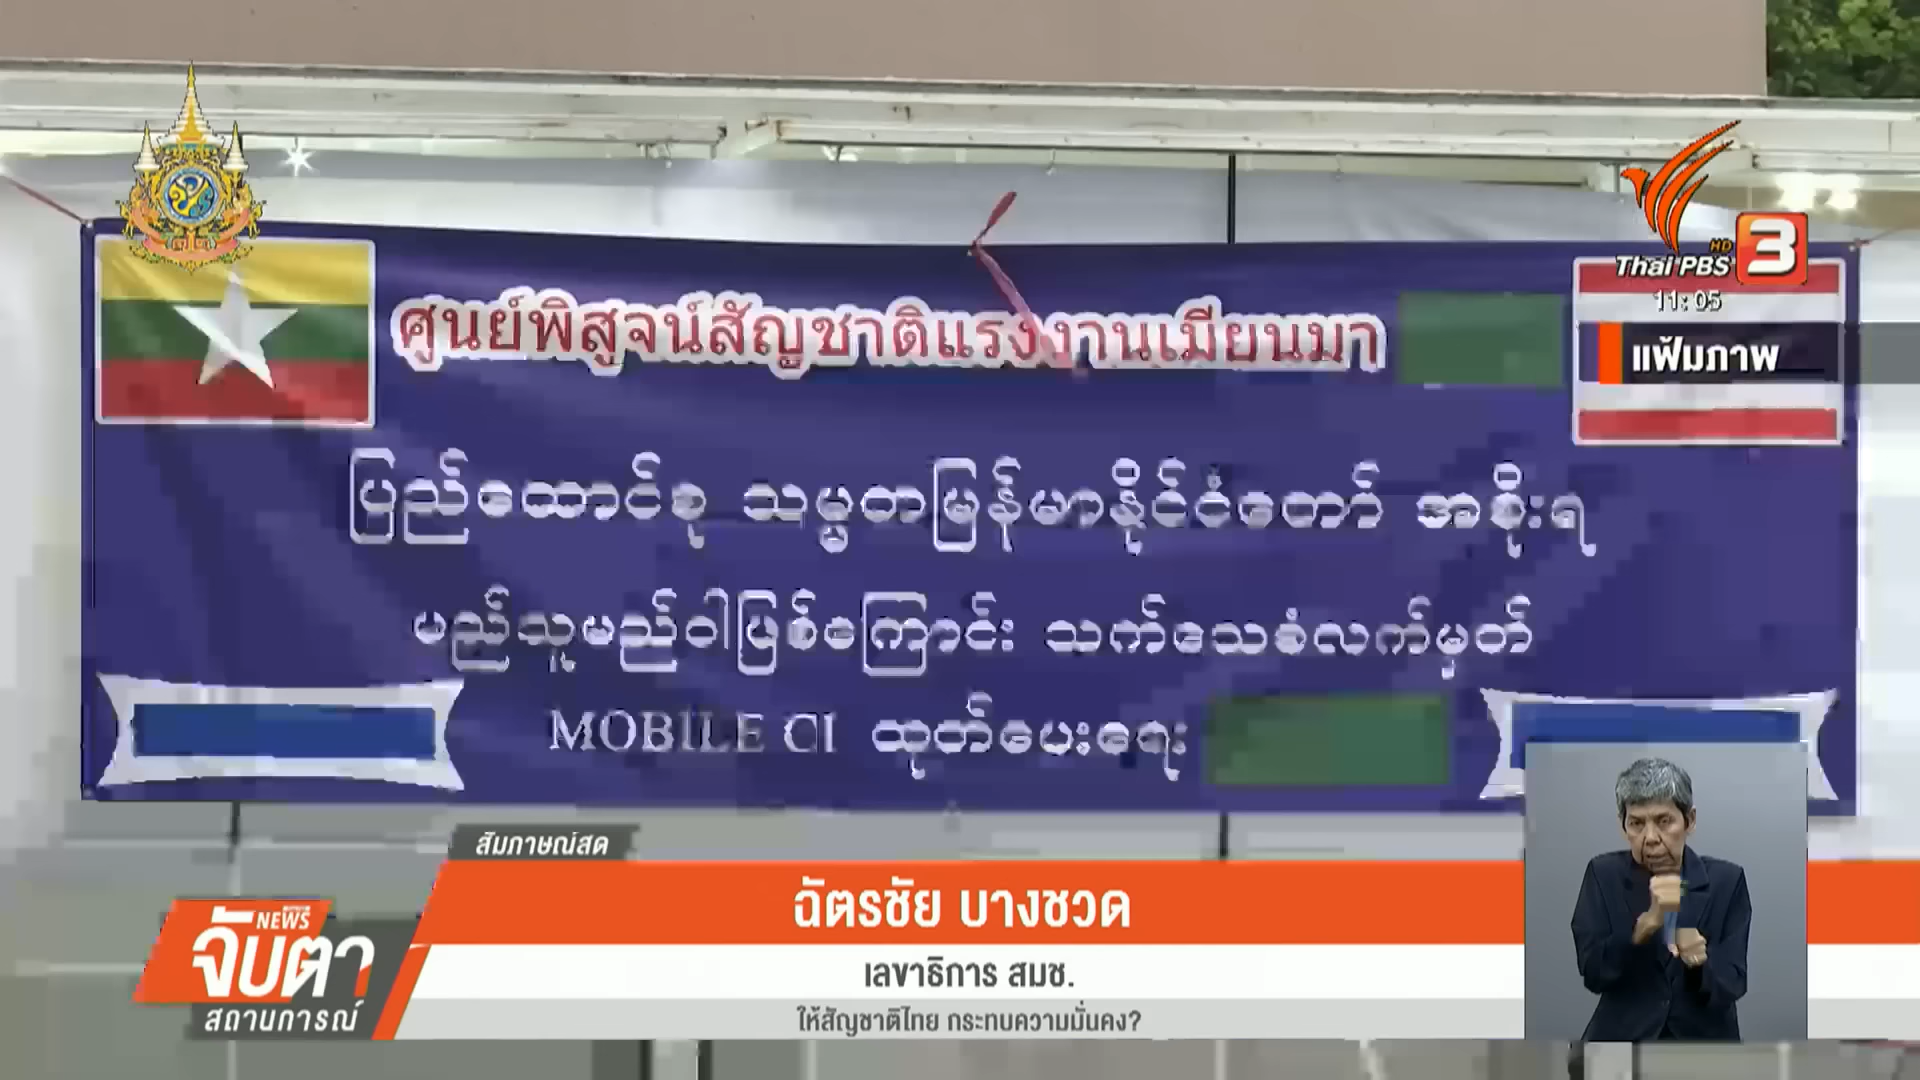 Thai PBS HD 3
11:05
แฟ้มภาพ
ศูนย์พิสูจน์สัญชาติแรงงานเมียนมา
ပြည်ထောင်စု သမ္မတမြန်မာနိုင်ငံတော် အစိုးရ
မည်သူမည်ဝါဖြစ်ကြောင်း သက်သေခံလက်မှတ်
MOBILE CI ထုတ်ပေးရေး
สัมภาษณ์สด
ฉัตรชัย บางชวด
เลขาธิการ สมช.
ให้สัญชาติไทย กระทบความมั่นคง?
จับตา
สถานการณ์